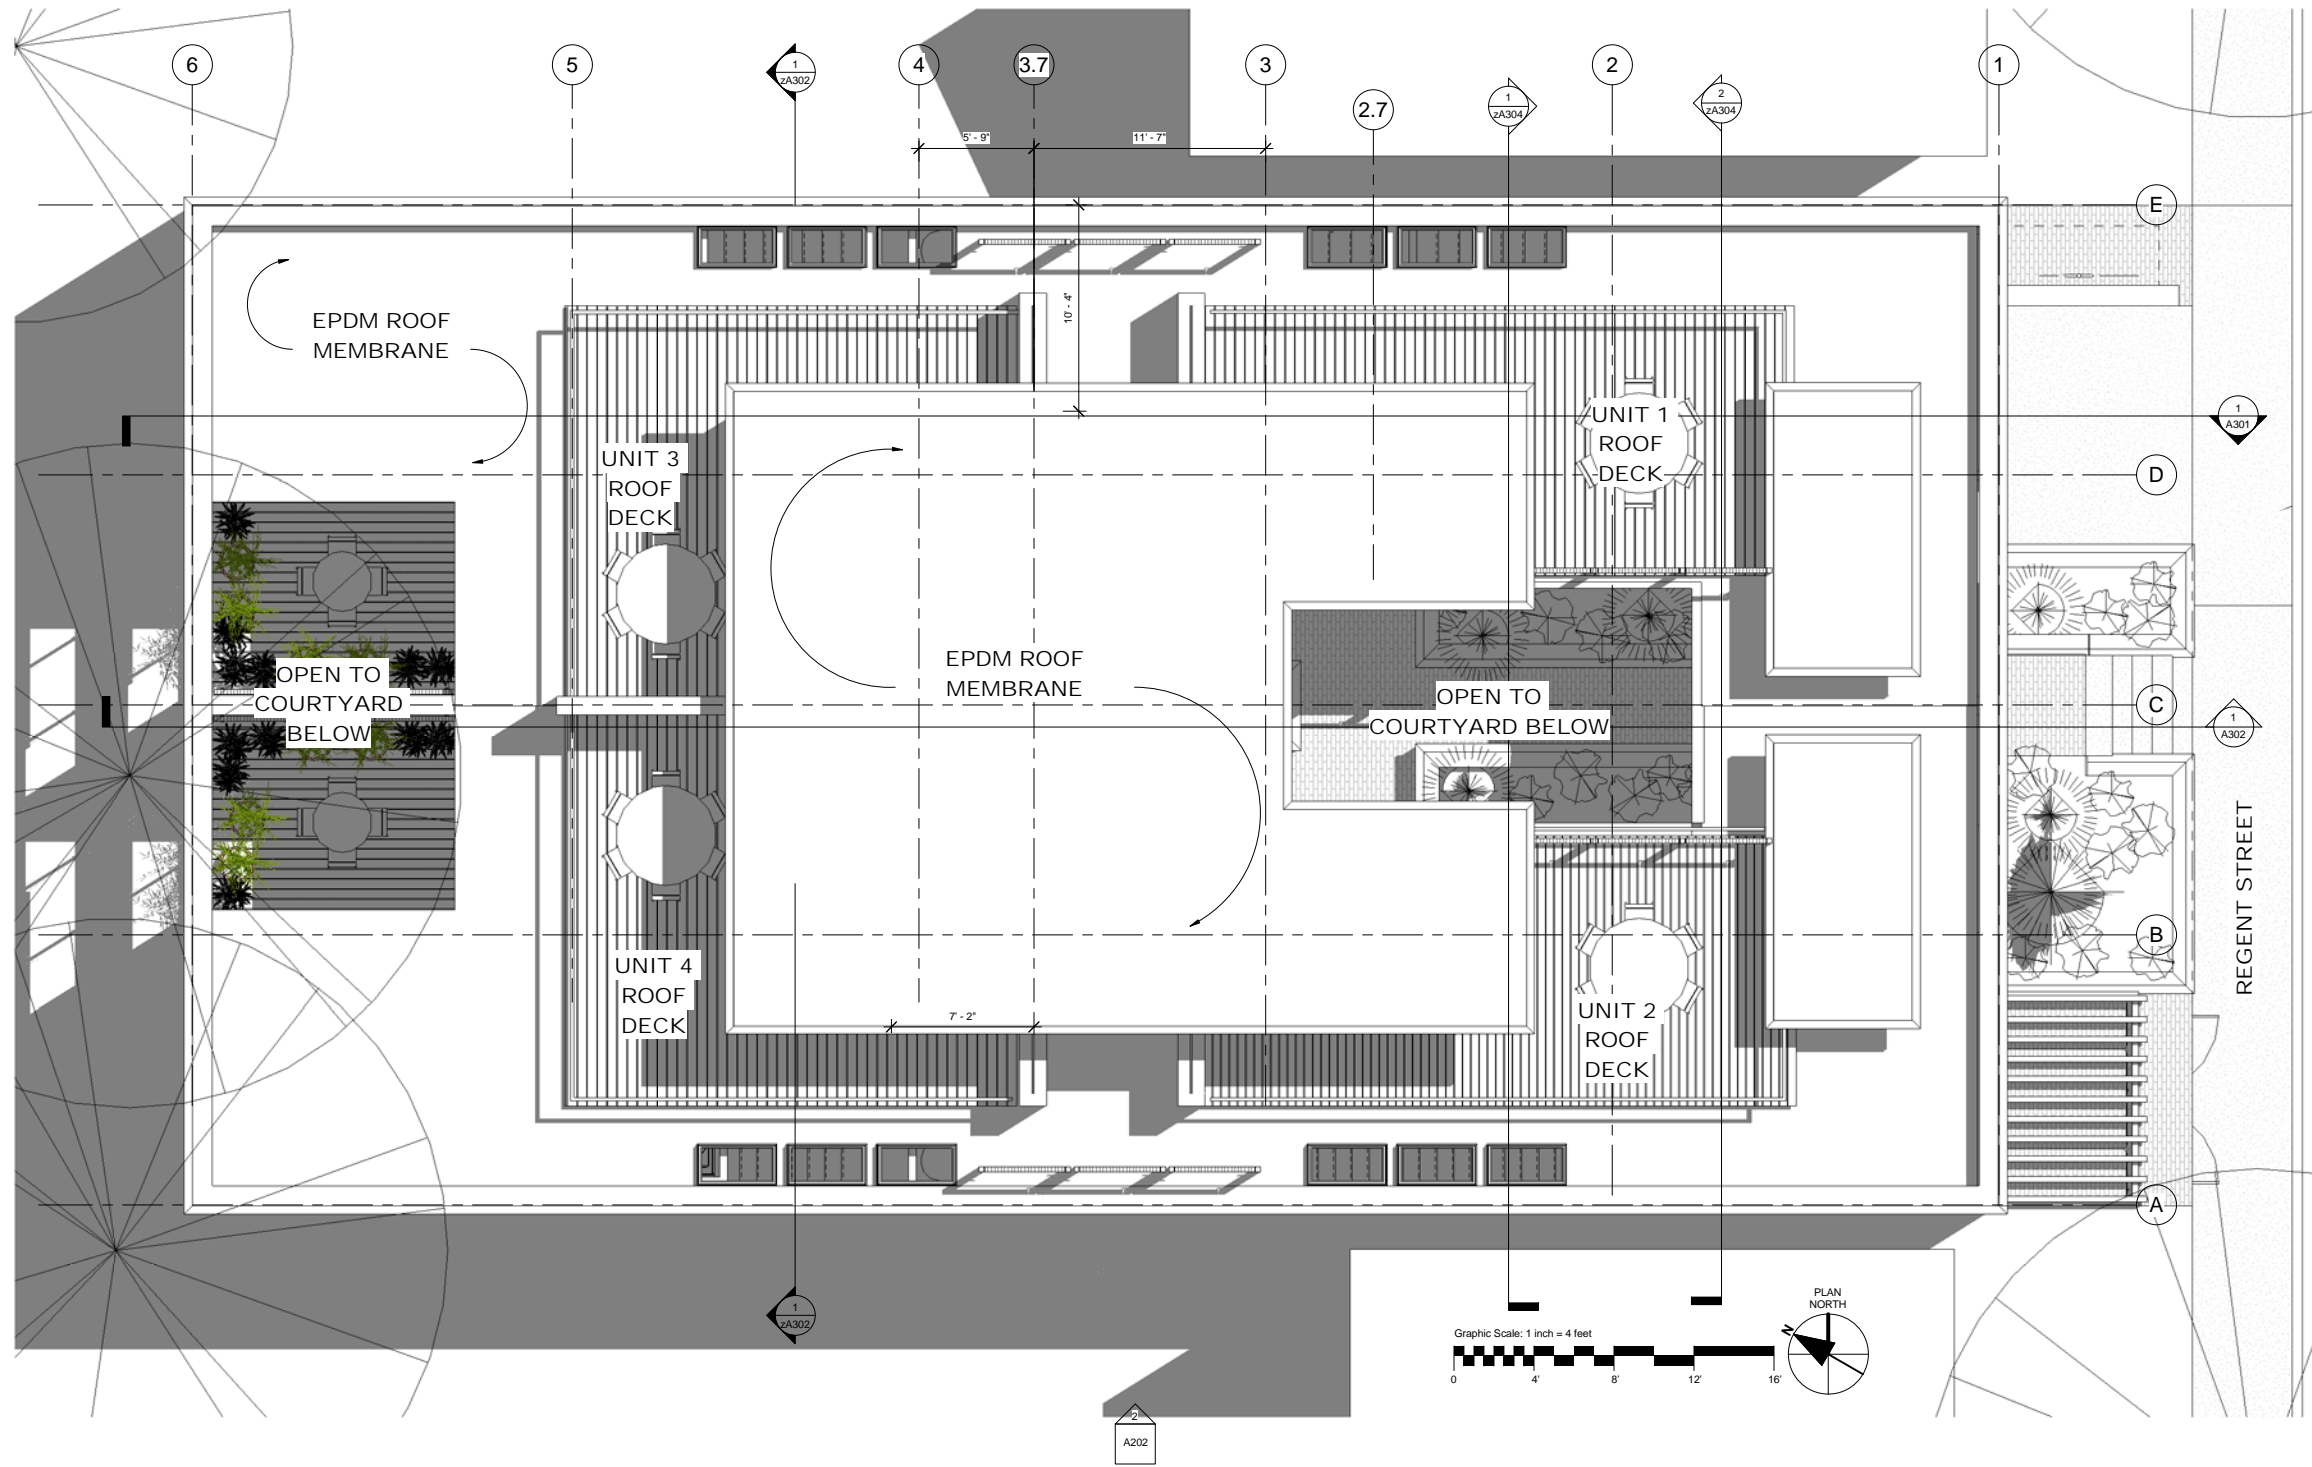 6
5
1
zA302
4
3.7
3
2.7
1
zA304
2
2
zA304
1
5' - 9"
11' - 7"
E
10' - 4"
EPDM ROOF
MEMBRANE
UNIT 1
ROOF
DECK
1
A301
UNIT 3
ROOF
DECK
D
OPEN TO
COURTYARD
BELOW
EPDM ROOF
MEMBRANE
OPEN TO
COURTYARD BELOW
C
1
A302
REGENT STREET
B
UNIT 4
ROOF
DECK
7' - 2"
UNIT 2
ROOF
DECK
A
1
zA302
PLAN
NORTH
N
Graphic Scale: 1 inch = 4 feet
0 4' 8' 12' 16'
2
A202